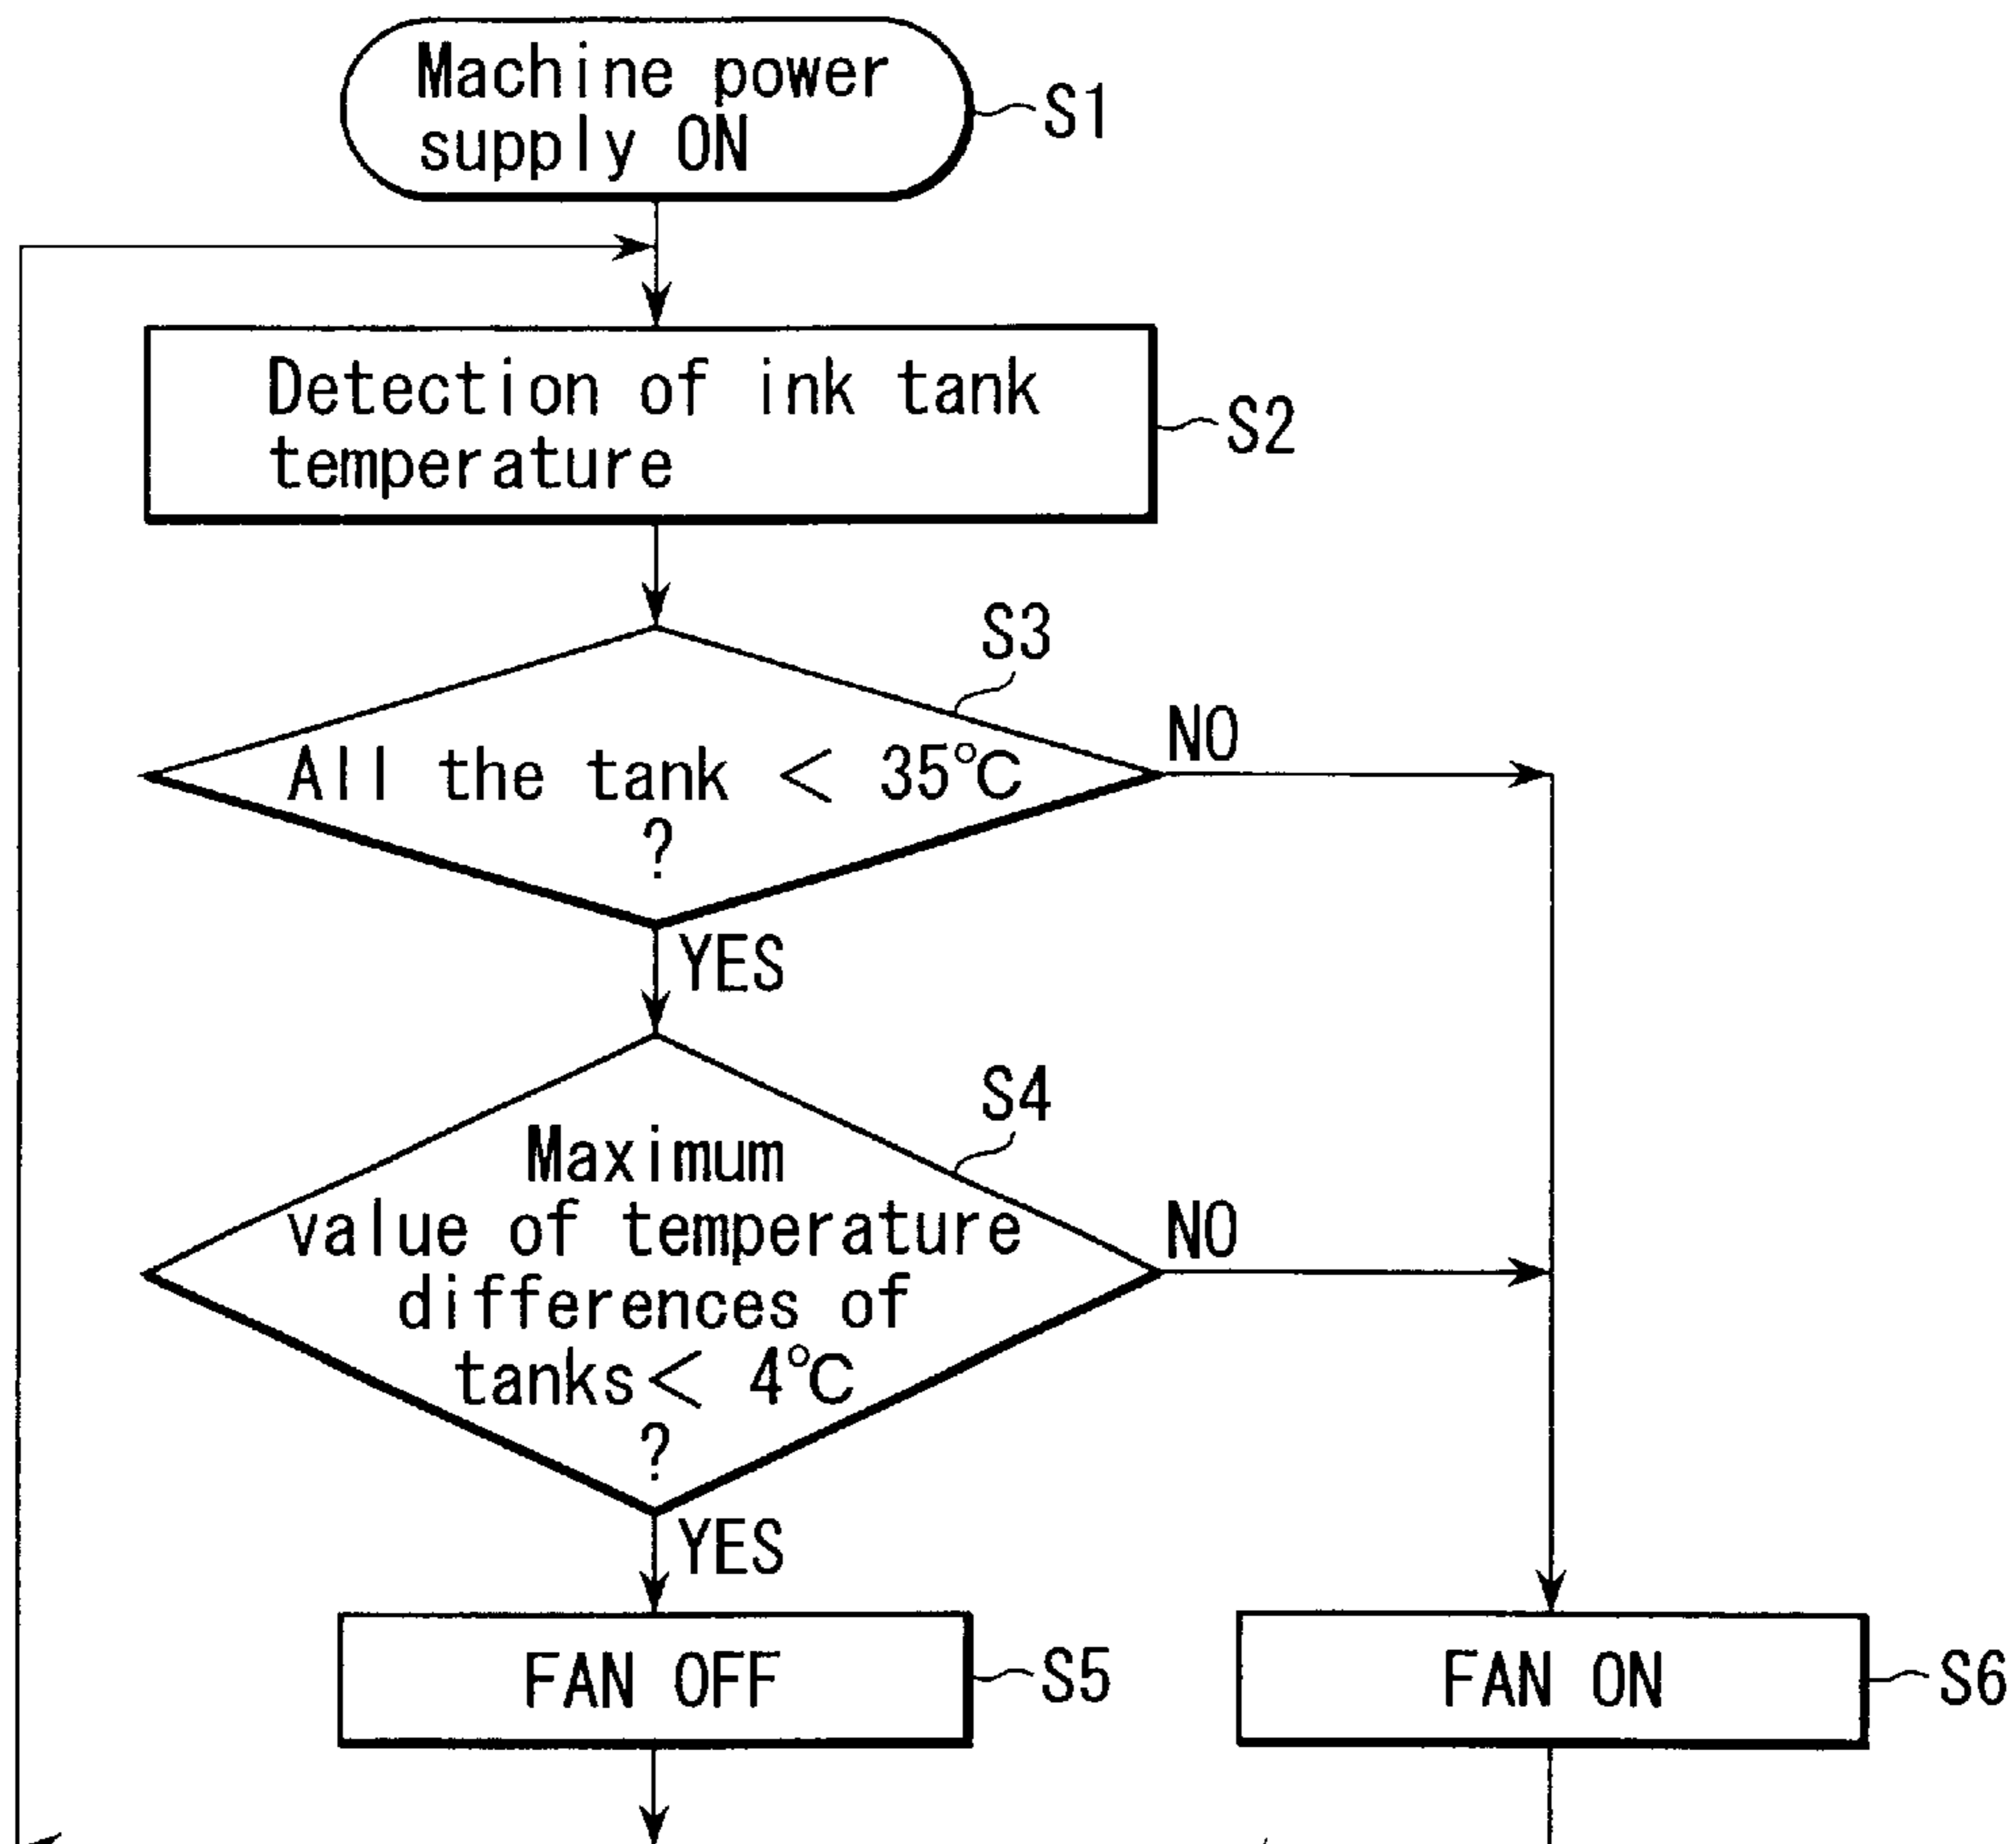 Machine power
supply ON
S1
Detection of ink tank
temperature
S2
S3
All the tank < 35℃
?
NO
YES
S4
Maximum
value of temperature
differences of
tanks< 4℃
?
NO
YES
FAN OFF
S5
FAN ON
S6